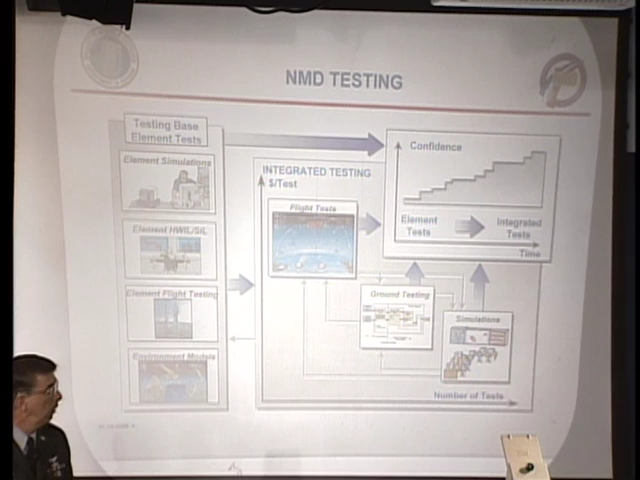 NMD TESTING
Testing Base
Element Tests
Element Simulations
Element HWIL/SIL
Element Flight Testing
Environment Models
INTEGRATED TESTING
$/Test
Flight Tests
Ground Testing
Simulations
Number of Tests
Confidence
Element
Tests
Integrated
Tests
Time